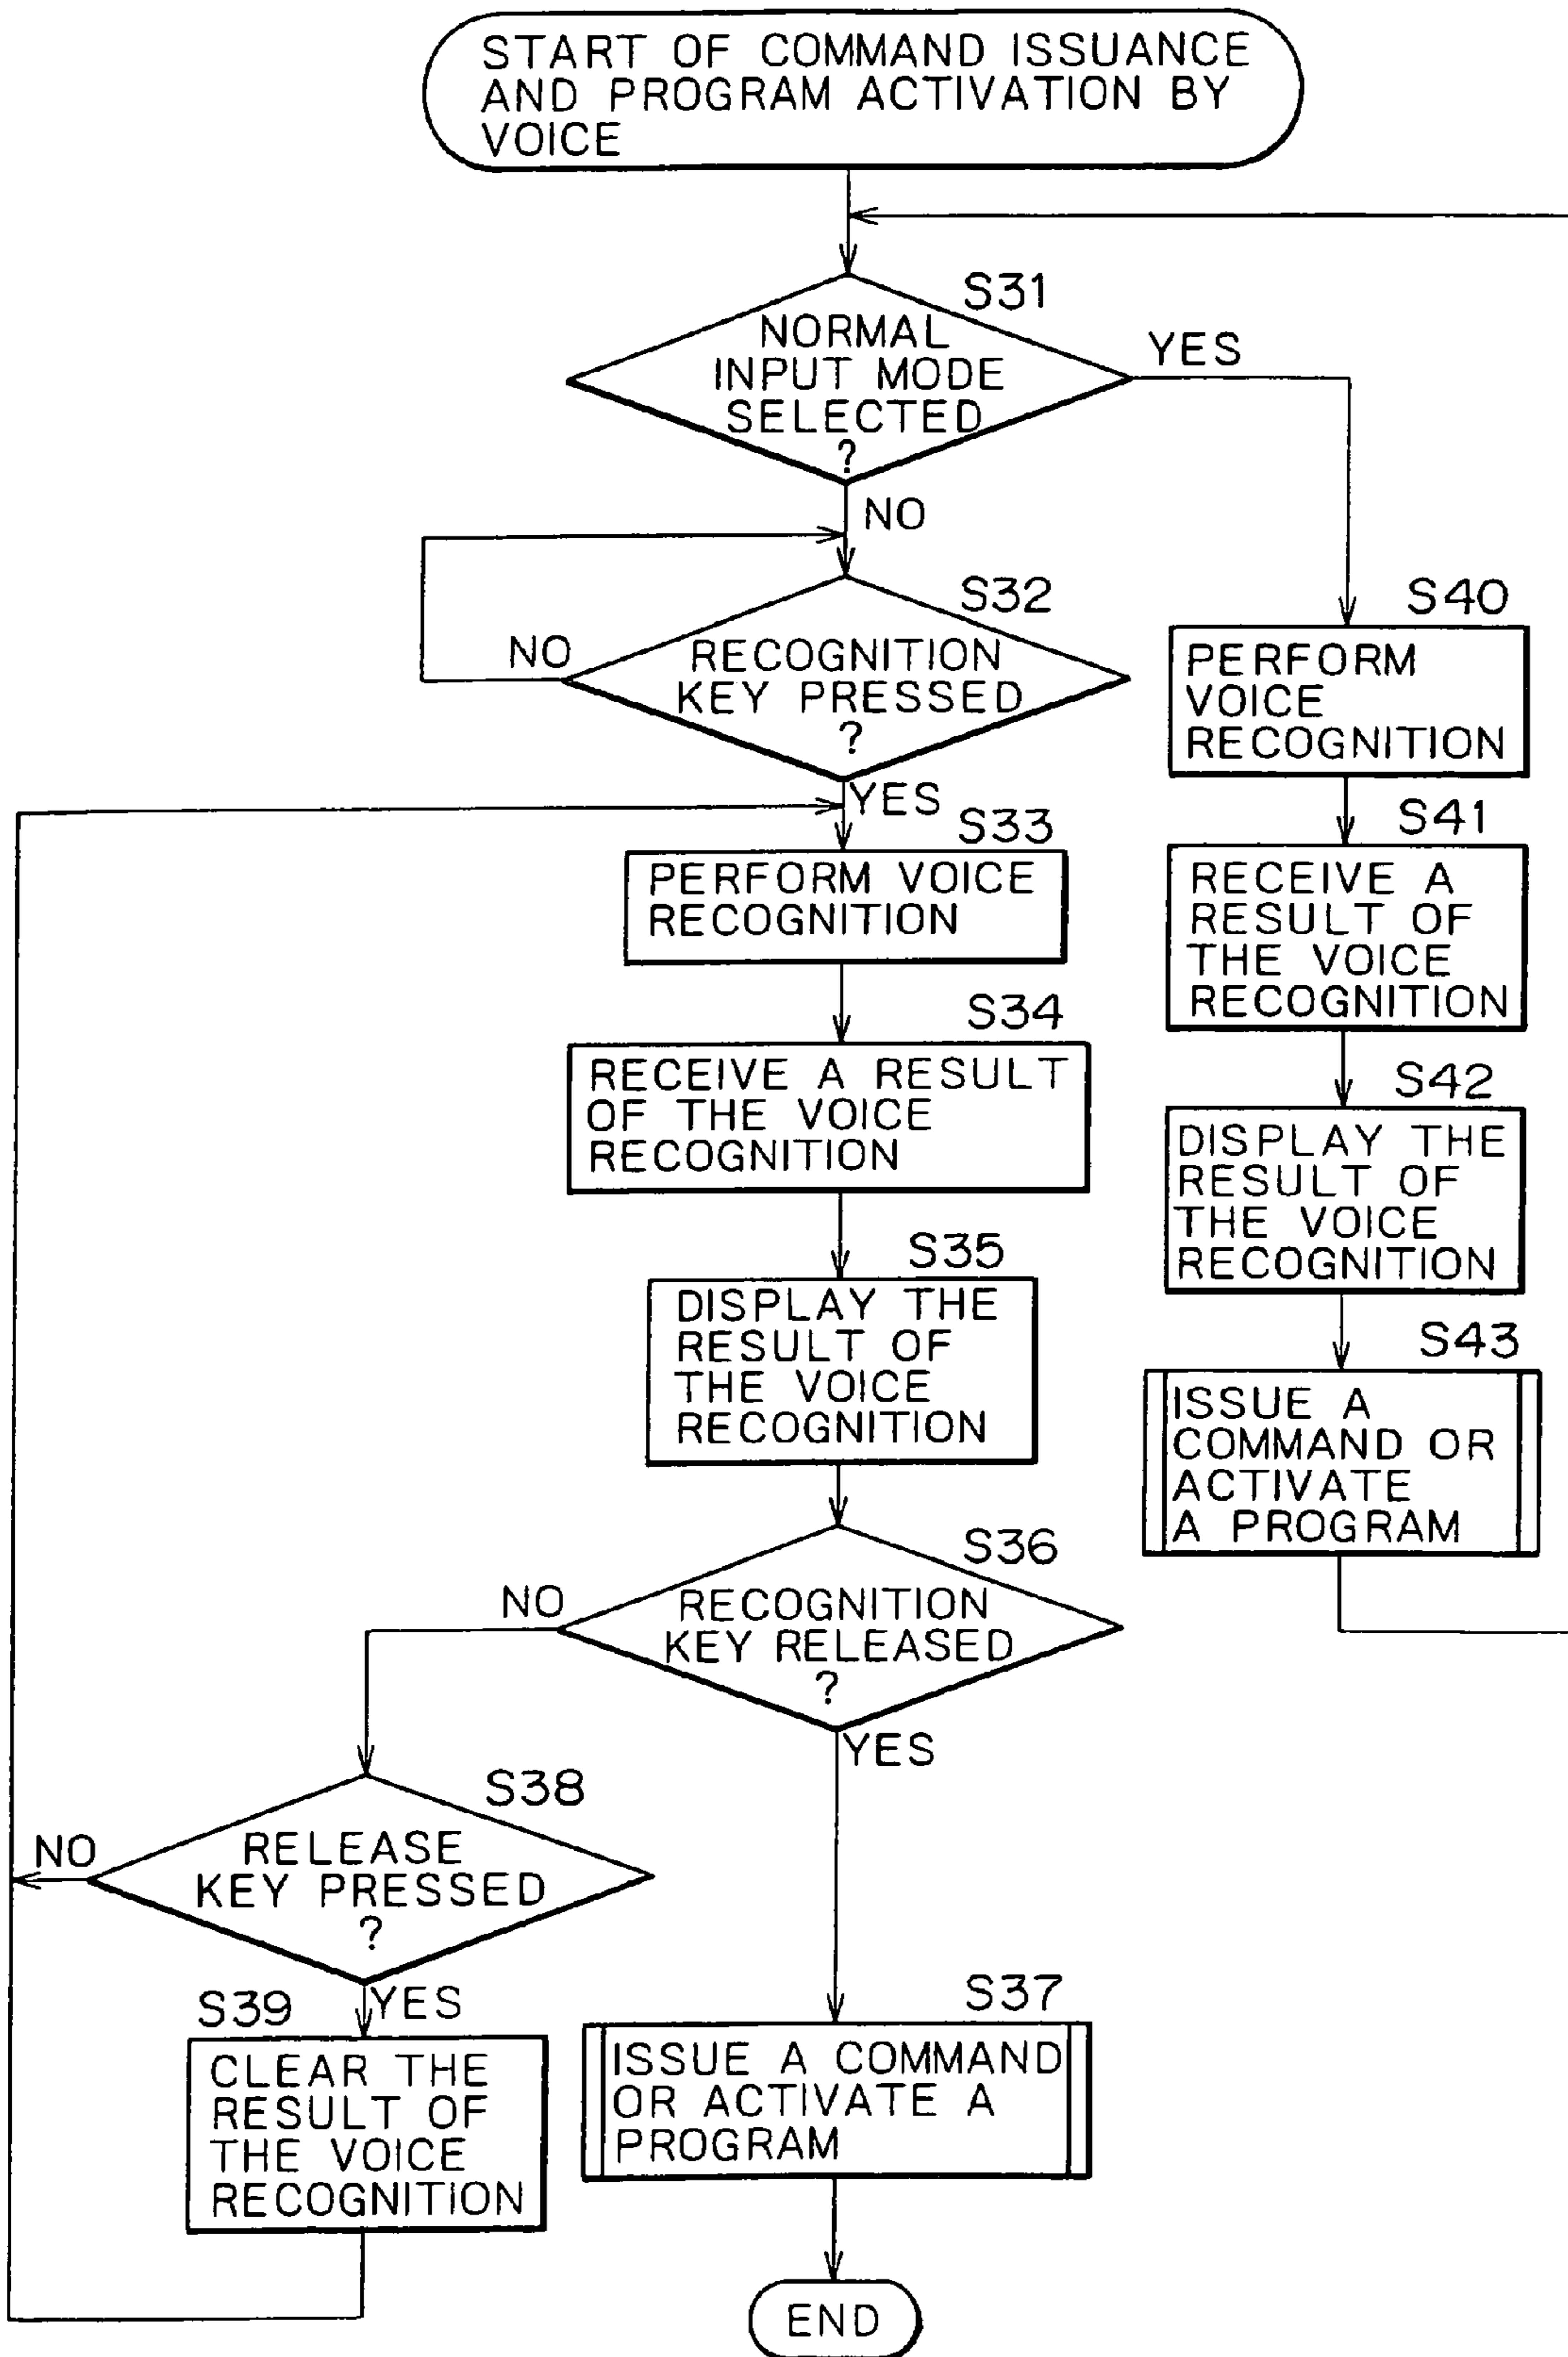 START OF COMMAND ISSUANCE
AND PROGRAM ACTIVATION BY
VOICE
S31
NORMAL
INPUT MODE
SELECTED
?
YES
NO
S32
NO
RECOGNITION
KEY PRESSED
?
YES
S33
PERFORM VOICE
RECOGNITION
S34
RECEIVE A RESULT
OF THE VOICE
RECOGNITION
S35
DISPLAY THE
RESULT OF
THE VOICE
RECOGNITION
S36
NO
RECOGNITION
KEY RELEASED
?
YES
S38
NO
RELEASE
KEY PRESSED
?
YES
S39
CLEAR THE
RESULT OF
THE VOICE
RECOGNITION
S37
ISSUE A COMMAND
OR ACTIVATE A
PROGRAM
END
S40
PERFORM
VOICE
RECOGNITION
S41
RECEIVE A
RESULT OF
THE VOICE
RECOGNITION
S42
DISPLAY THE
RESULT OF
THE VOICE
RECOGNITION
S43
ISSUE A
COMMAND OR
ACTIVATE
A PROGRAM